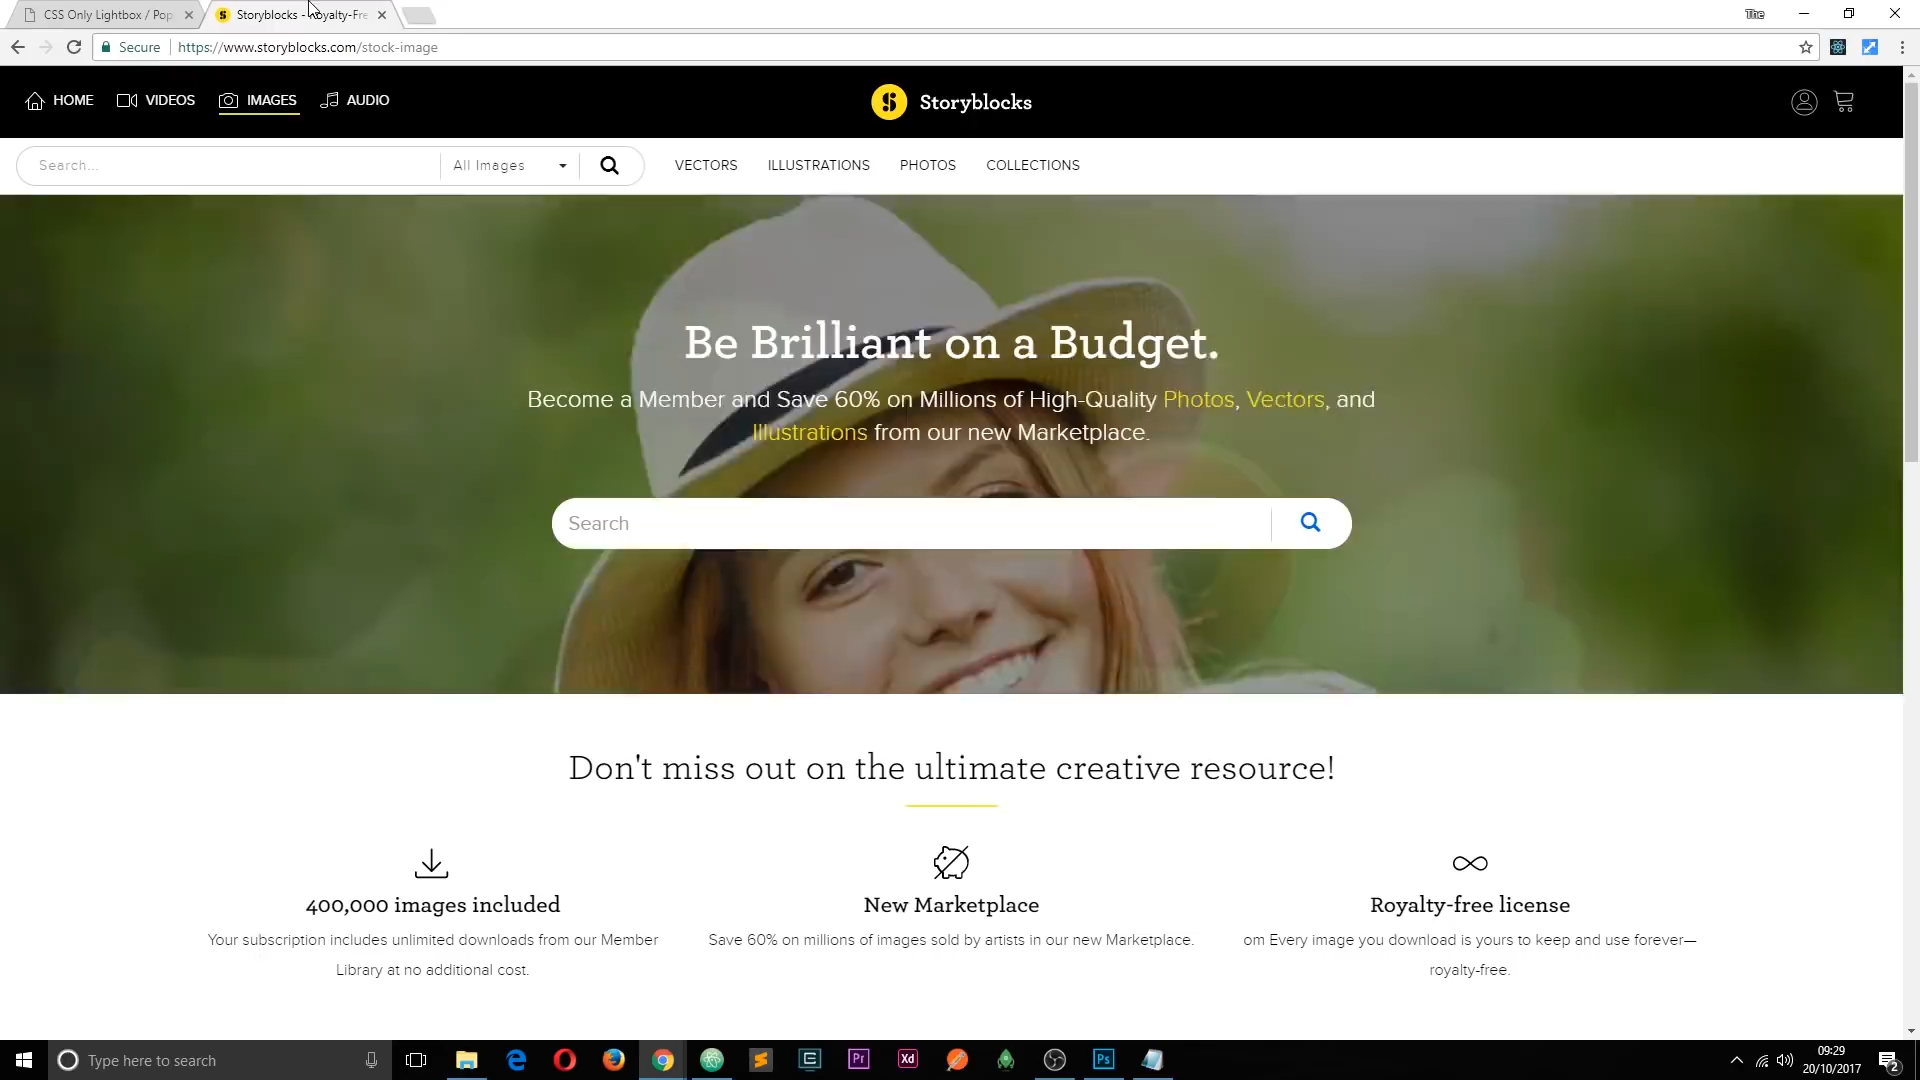 CSS Only Lightbox / Pop
Storyblocks - Royalty-Fre
The
Secure
https://www.storyblocks.com/stock-image
HOME
VIDEOS
IMAGES
AUDIO
Storyblocks
Search...
All Images
VECTORS
ILLUSTRATIONS
PHOTOS
COLLECTIONS
Be Brilliant on a Budget.
Become a Member and Save 60% on Millions of High-Quality Photos, Vectors, and
Illustrations from our new Marketplace.
Search
Don't miss out on the ultimate creative resource!
400,000 images included
Your subscription includes unlimited downloads from our Member
Library at no additional cost.
New Marketplace
Save 60% on millions of images sold by artists in our new Marketplace.
Royalty-free license
om Every image you download is yours to keep and use forever—
royalty-free.
Type here to search
Pr
Xd
Ps
09:29
20/10/2017
2